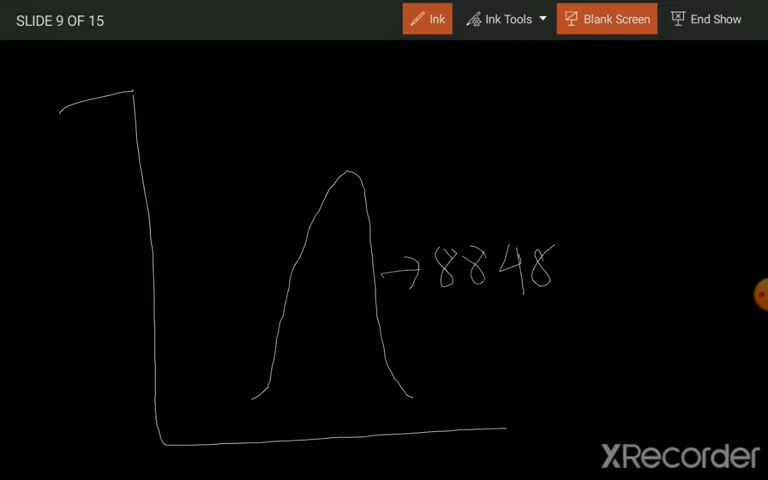 SLIDE 9 OF 15 Ink Ink Tools Blank Screen End Show
→ 8848
XRecorder